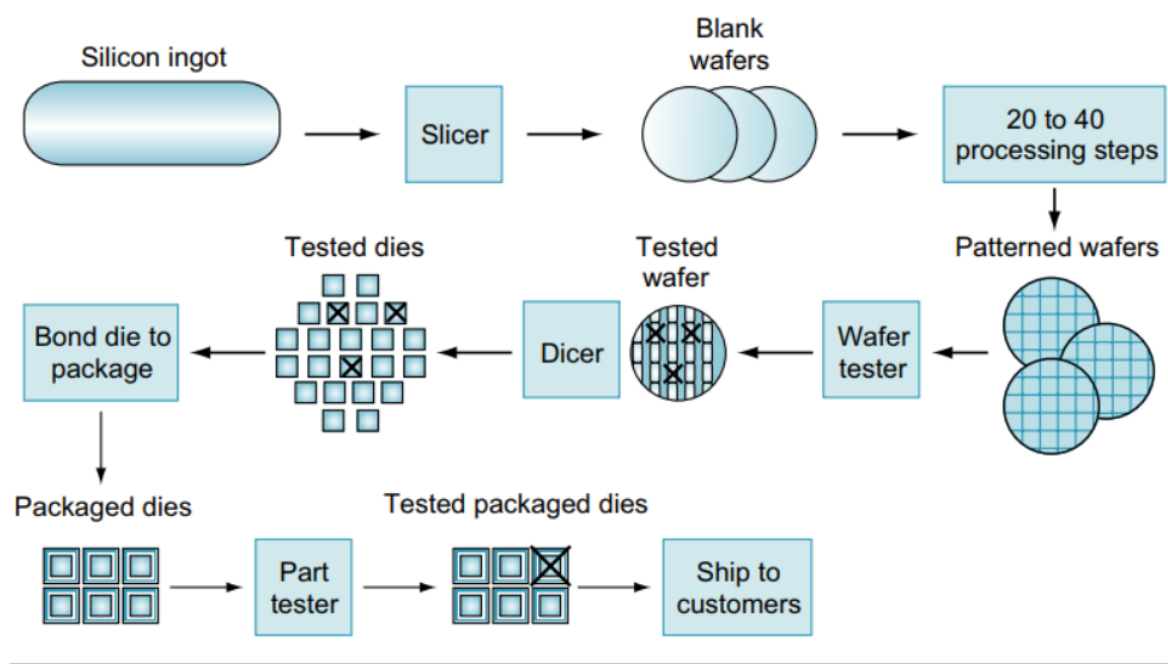 Silicon ingot
Slicer
Blank
wafers
20 to 40
processing steps
Tested dies
Tested
wafer
Patterned wafers
Bond die to
package
Dicer
Wafer
tester
Packaged dies
Tested packaged dies
Part
tester
Ship to
customers